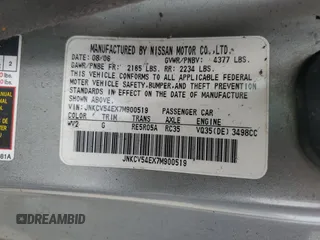 MANUFACTURED BY NISSAN MOTOR CO.,LTD.
DATE: 08/06 GVWR/PNBV: 4377 LBS.
GAWR/PNBE FR: 2165 LBS. RR: 2234 LBS.
THIS VEHICLE CONFORMS TO ALL APPLICABLE
FEDERAL MOTOR VEHICLE SAFETY, BUMPER, AND THEFT PREVENTION
STANDARDS IN EFFECT ON THE DATE OF MANUFACTURE
SHOWN ABOVE.
VIN: JNKCV54EX7M900519 PASSENGER CAR
COLOR TRIM TRANS AXLE ENGINE
WV2 G RE5R05A RC35 VQ35(DE) 3498CC
JNKCV54EX7M900519
2
lbs.
01A
DREAMBID